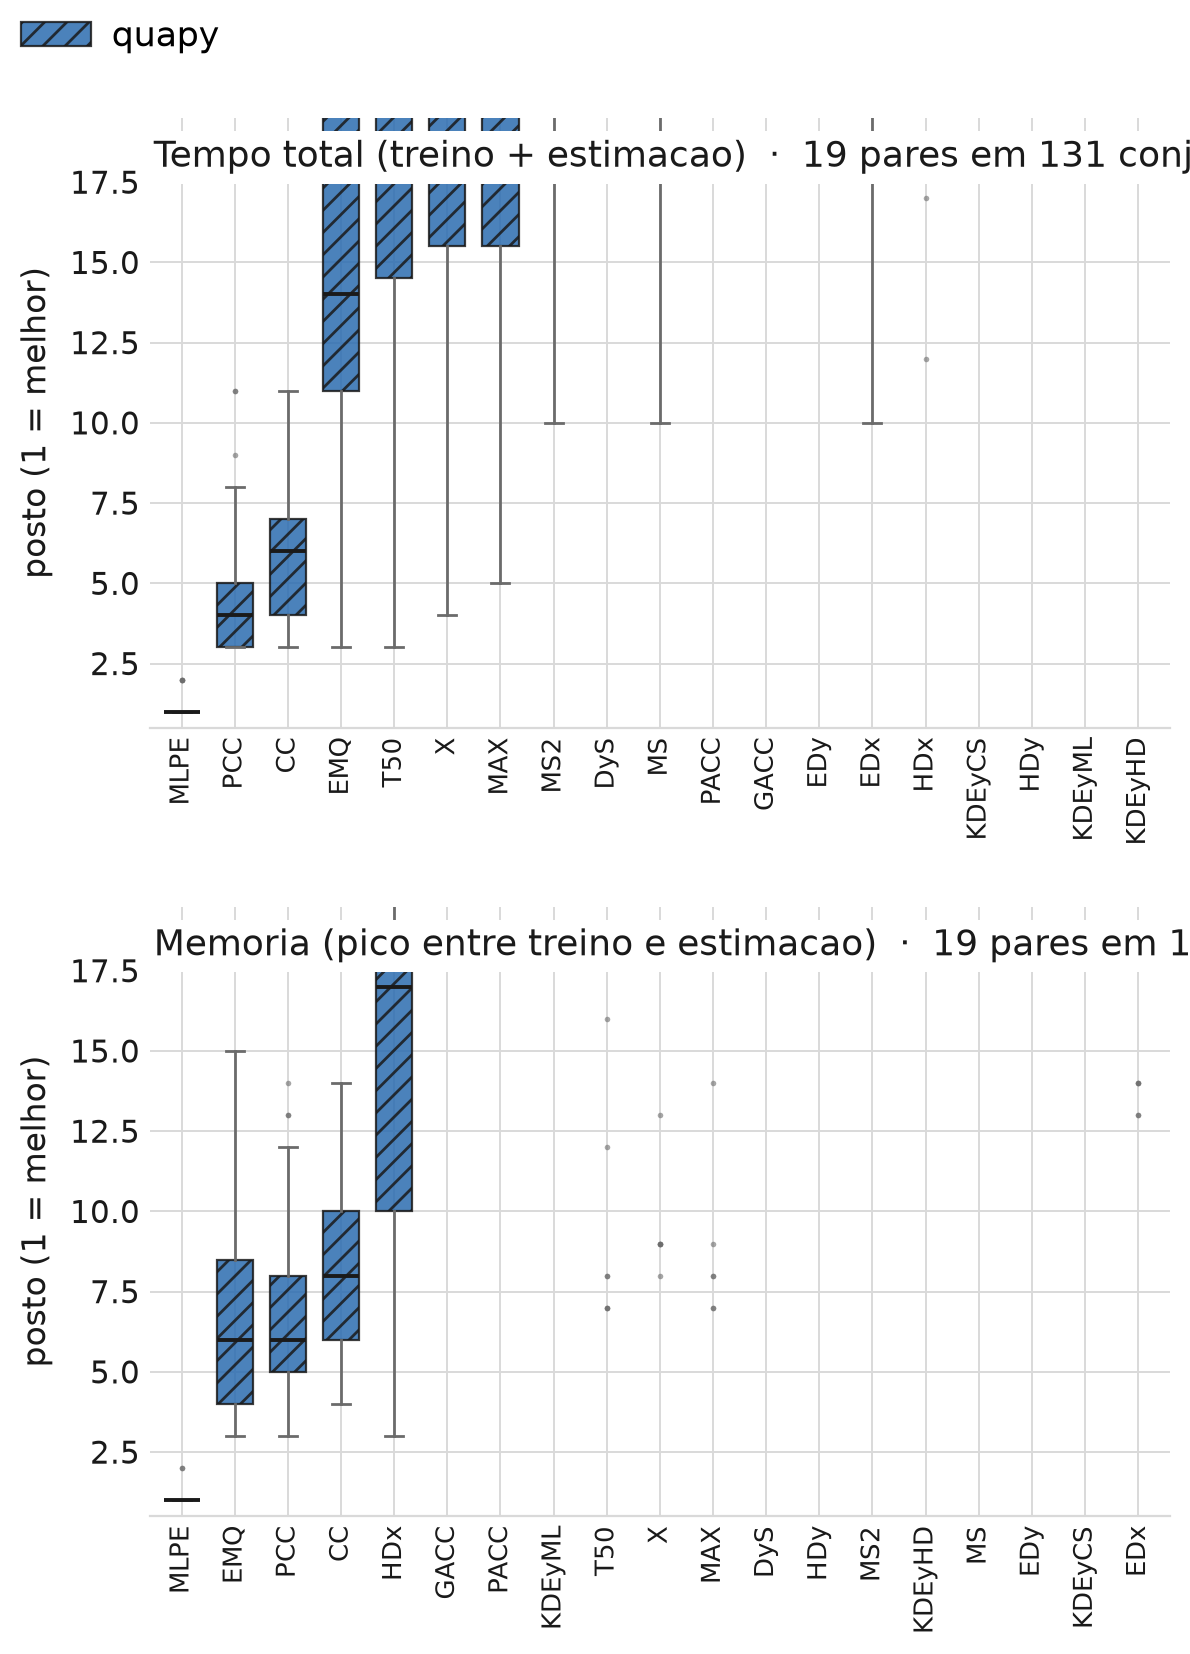 quapy
Tempo total (treino + estimacao) · 19 pares em 131 conj
posto (1 = melhor)
17.5
15.0
12.5
10.0
7.5
5.0
2.5
MLPE
PCC
CC
EMQ
T50
X
MAX
MS2
DyS
MS
PACC
GACC
EDy
EDx
HDx
KDEyCS
HDy
KDEyML
KDEyHD
Memoria (pico entre treino e estimacao) · 19 pares em 1
posto (1 = melhor)
17.5
15.0
12.5
10.0
7.5
5.0
2.5
MLPE
EMQ
PCC
CC
HDx
GACC
PACC
KDEyML
T50
X
MAX
DyS
HDy
MS2
KDEyHD
MS
EDy
KDEyCS
EDx